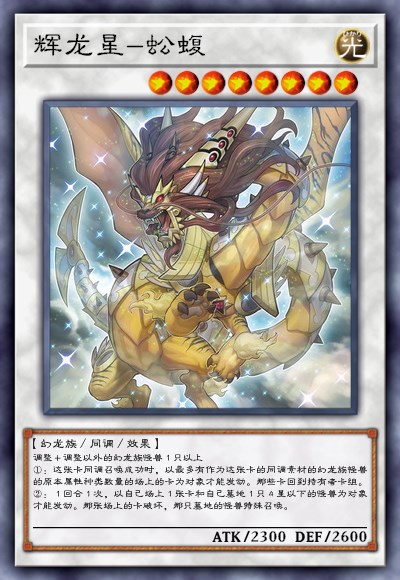 辉龙星－蚣蝮
光
【幻龙族／同调／效果】
调整＋调整以外的幻龙族怪兽１只以上
①：这张卡同调召唤成功时，以最多有作为这张卡的同调素材的幻龙族怪兽
的原本属性种类数量的场上的卡为对象才能发动。那些卡回到持有者卡组。
②：１回合１次，以自己场上１张卡和自己墓地１只４星以下的怪兽为对象
才能发动。那张场上的卡破坏，那只墓地的怪兽特殊召唤。
ATK/2300 DEF/2600